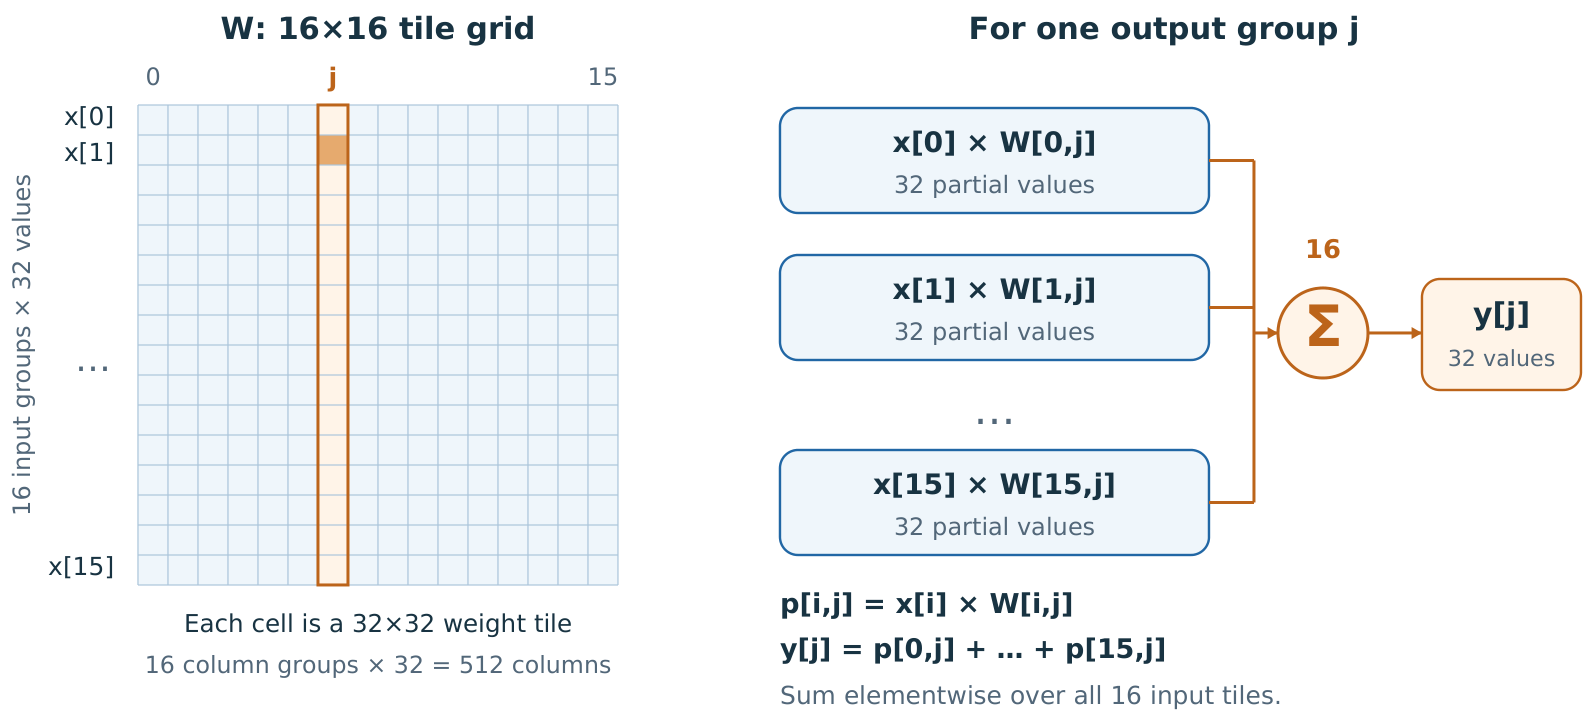 W: 16×16 tile grid
0 j 15
x[0]
x[1]
...
x[15]
16 input groups × 32 values
Each cell is a 32×32 weight tile
16 column groups × 32 = 512 columns
For one output group j
x[0] × W[0,j]
32 partial values
x[1] × W[1,j]
32 partial values
...
x[15] × W[15,j]
32 partial values
16
Σ
y[j]
32 values
p[i,j] = x[i] × W[i,j]
y[j] = p[0,j] + … + p[15,j]
Sum elementwise over all 16 input tiles.